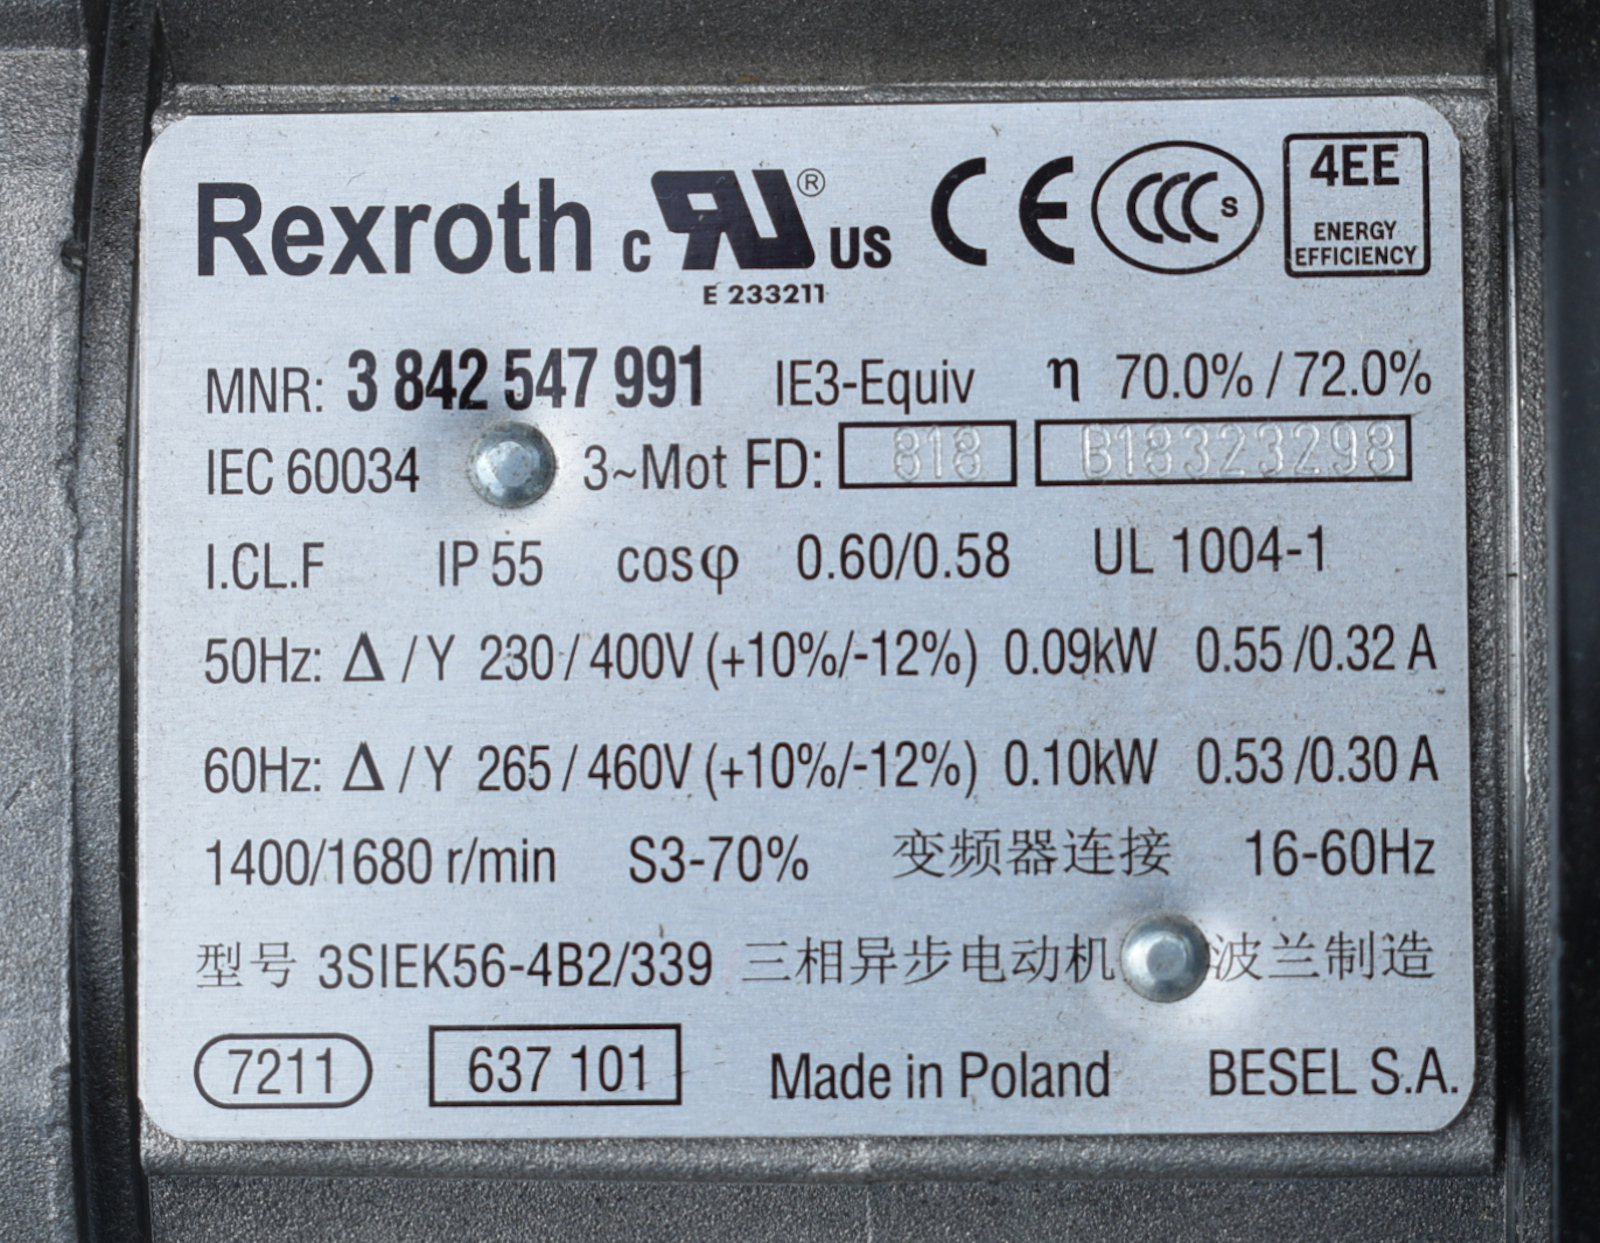 Rexroth c RU® US CE CCC S 4EE
ENERGY
EFFICIENCY
E 233211
MNR: 3 842 547 991 IE3-Equiv η 70.0% / 72.0%
IEC 60034 3~Mot FD: 818 B18323298
I.CL.F IP 55 cosφ 0.60/0.58 UL 1004-1
50Hz: Δ / Y 230 / 400V (+10%/-12%) 0.09kW 0.55 /0.32 A
60Hz: Δ / Y 265 / 460V (+10%/-12%) 0.10kW 0.53 /0.30 A
1400/1680 r/min S3-70% 变频器连接 16-60Hz
型号 3SIEK56-4B2/339 三相异步电动机 波兰制造
7211 637 101 Made in Poland BESEL S.A.